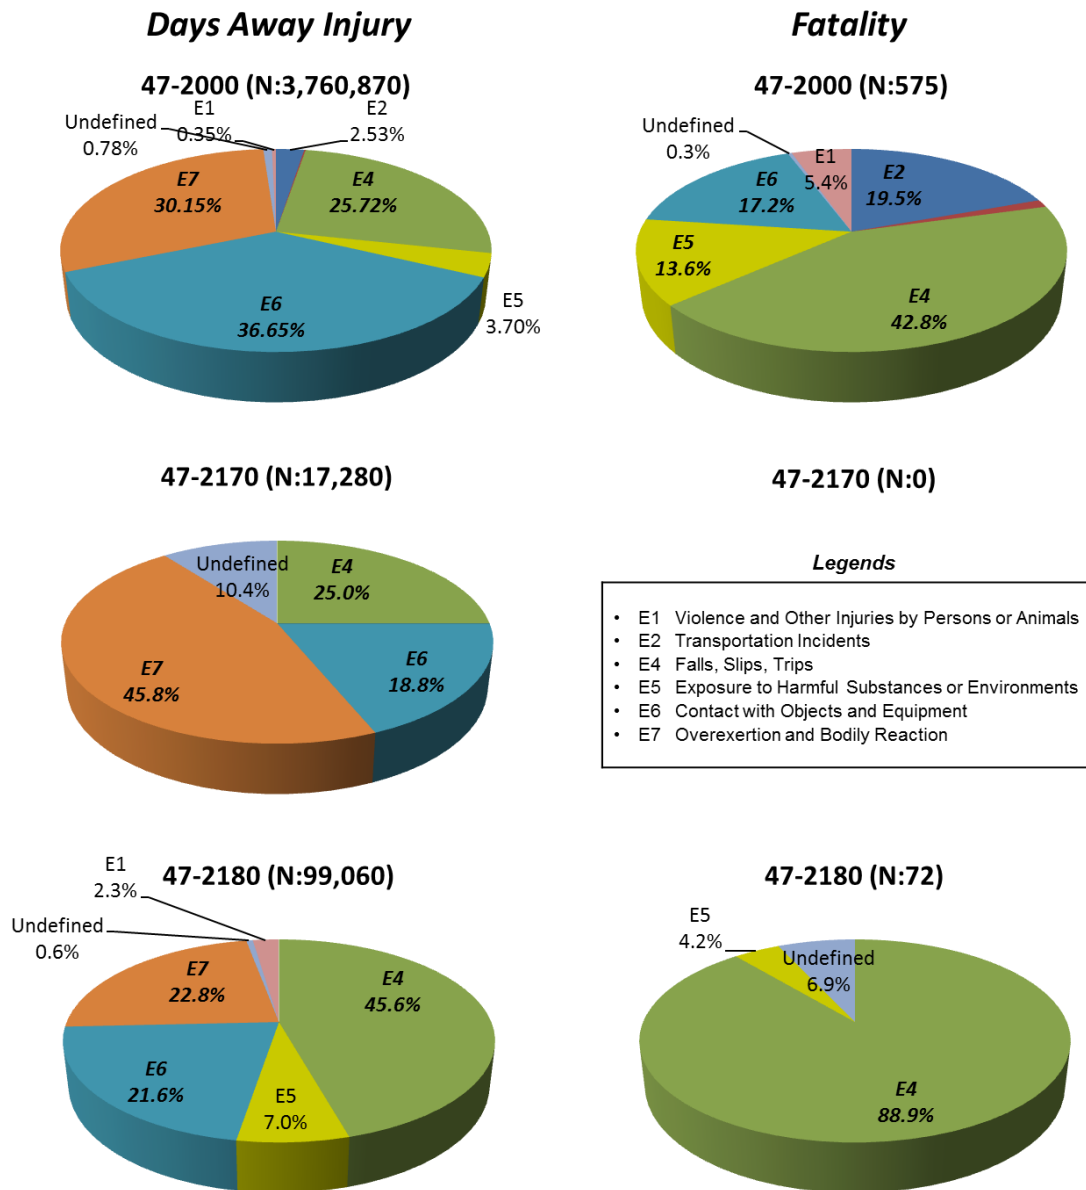 Days Away Injury
Fatality
47-2000 (N:3,760,870)
E1
0.35%
E2
2.53%
Undefined
0.78%
E7
30.15%
E4
25.72%
E6
36.65%
E5
3.70%
47-2000 (N:575)
Undefined
0.3%
E1
5.4%
E2
19.5%
E6
17.2%
E5
13.6%
E4
42.8%
47-2170 (N:17,280)
Undefined
10.4%
E4
25.0%
E6
18.8%
E7
45.8%
47-2170 (N:0)
Legends
• E1 Violence and Other Injuries by Persons or Animals
• E2 Transportation Incidents
• E4 Falls, Slips, Trips
• E5 Exposure to Harmful Substances or Environments
• E6 Contact with Objects and Equipment
• E7 Overexertion and Bodily Reaction
47-2180 (N:99,060)
E1
2.3%
Undefined
0.6%
E7
22.8%
E4
45.6%
E6
21.6%
E5
7.0%
47-2180 (N:72)
E5
4.2%
Undefined
6.9%
E4
88.9%